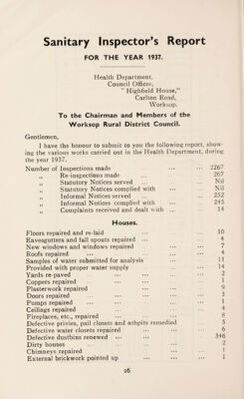 Sanitary Inspector's Report
FOR THE YEAR 1937.
Health Department,
Council Offices,
"Highfield House,"
Carlton Road,
Worksop.
To the Chairman and Members of the
Worksop Rural District Council.
Gentlemen,
I have the honour to submit to you the following report, show-
ing the various works carried out in the Health Department, during
the year 1937.
Number of Inspections made ... ... 2267
„ Re-inspections made ... ... 267
„ Statutory Notices served ... ... Nil
„ Statutory Notices complied with ... Nil
„ Informal Notices served ... ... 252
„ Informal Notices complied with ... 245
„ Complaints received and dealt with ... 14
Houses.
Floors repaired and re-laid ... ... 10
Eavesgutters and fall spouts repaired ... ... 4
New windows and windows repaired ... ... 7
Roofs repaired ... ... 4
Samples of water submitted for analysis ... ... 11
Provided with proper water supply ... ... 14
Yards re-paved ... ... 2
Coppers repaired ... ... 1
Plasterwork repaired ... ... 9
Doors repaired ... ... 3
Pumps repaired ... ... 1
Ceilings repaired ... ... 4
Fireplaces, etc., repaired ... ... 8
Defective privies, pail closets and ashpits remedied 5
Defective water closets repaired ... ... 6
Defective dustbins renewed ... ... 346
Dirty houses ... ... 2
Chimneys repaired ... ... 1
External brickwork pointed up ... ... 1
26